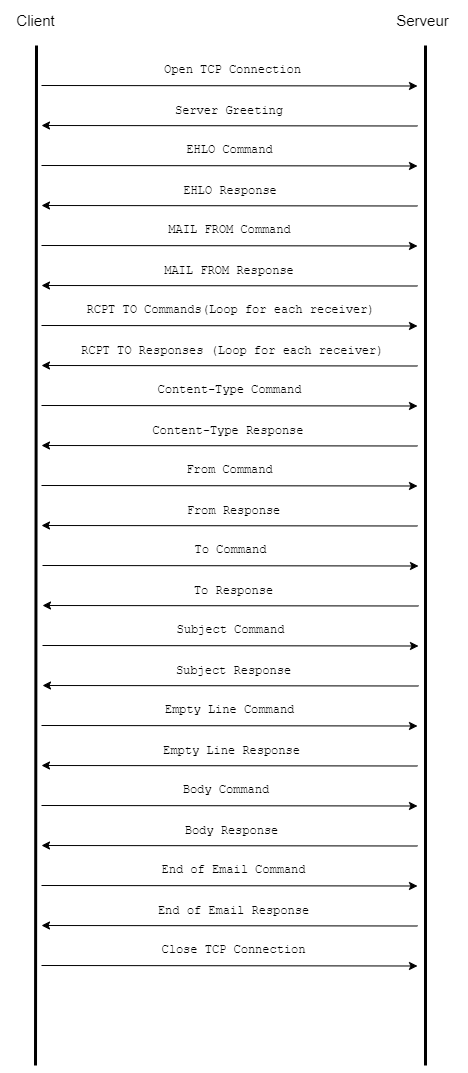 Client Serveur
Open TCP Connection
Server Greeting
EHLO Command
EHLO Response
MAIL FROM Command
MAIL FROM Response
RCPT TO Commands(Loop for each receiver)
RCPT TO Responses (Loop for each receiver)
Content-Type Command
Content-Type Response
From Command
From Response
To Command
To Response
Subject Command
Subject Response
Empty Line Command
Empty Line Response
Body Command
Body Response
End of Email Command
End of Email Response
Close TCP Connection